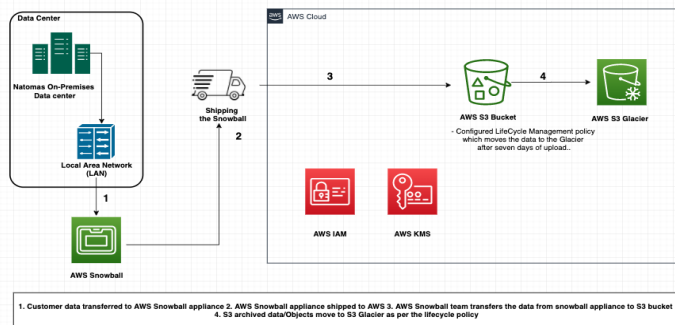 Data Center
aws
AWS Cloud
Natomas On-Premises
Data center
Local Area Network
(LAN)
1
AWS Snowball
Shipping
the Snowball
2
3
AWS S3 Bucket
- Configured LifeCycle Management policy
which moves the data to the Glacier
after seven days of upload..
4
AWS S3 Glacier
AWS IAM
AWS KMS
1. Customer data transferred to AWS Snowball appliance 2. AWS Snowball appliance shipped to AWS 3. AWS Snowball team transfers the data from snowball appliance to S3 bucket
4. S3 archived data/Objects move to S3 Glacier as per the lifecycle policy